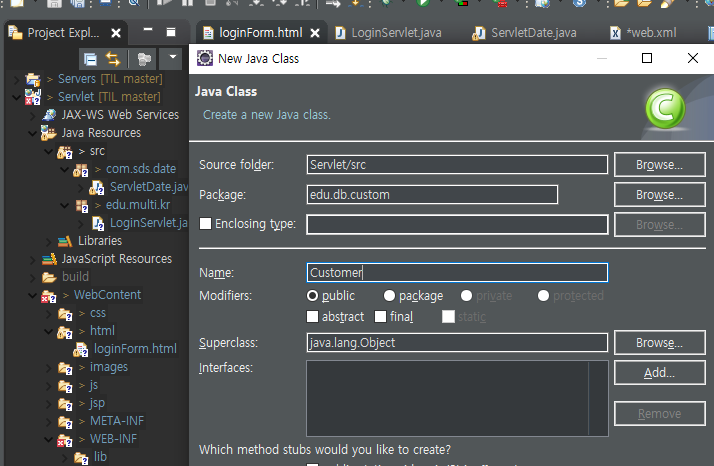 Project Expl...
loginForm.html
LoginServlet.java
ServletDate.java
*web.xml
> Servers [TIL master]
> Servlet [TIL master]
JAX-WS Web Services
Java Resources
> src
> com.sds.date
ServletDate.jav
> edu.multi.kr
> LoginServlet.ja
Libraries
JavaScript Resources
build
> WebContent
> css
> html
loginForm.html
> images
> js
> jsp
> META-INF
> WEB-INF
> lib
New Java Class
Java Class
Create a new Java class.
Source folder:
Servlet/src
Browse...
Package:
edu.db.custom
Browse...
Enclosing type:
Browse...
Name:
Customer
Modifiers:
public
package
private
protected
abstract
final
static
Superclass:
java.lang.Object
Browse...
Interfaces:
Add...
Remove
Which method stubs would you like to create?